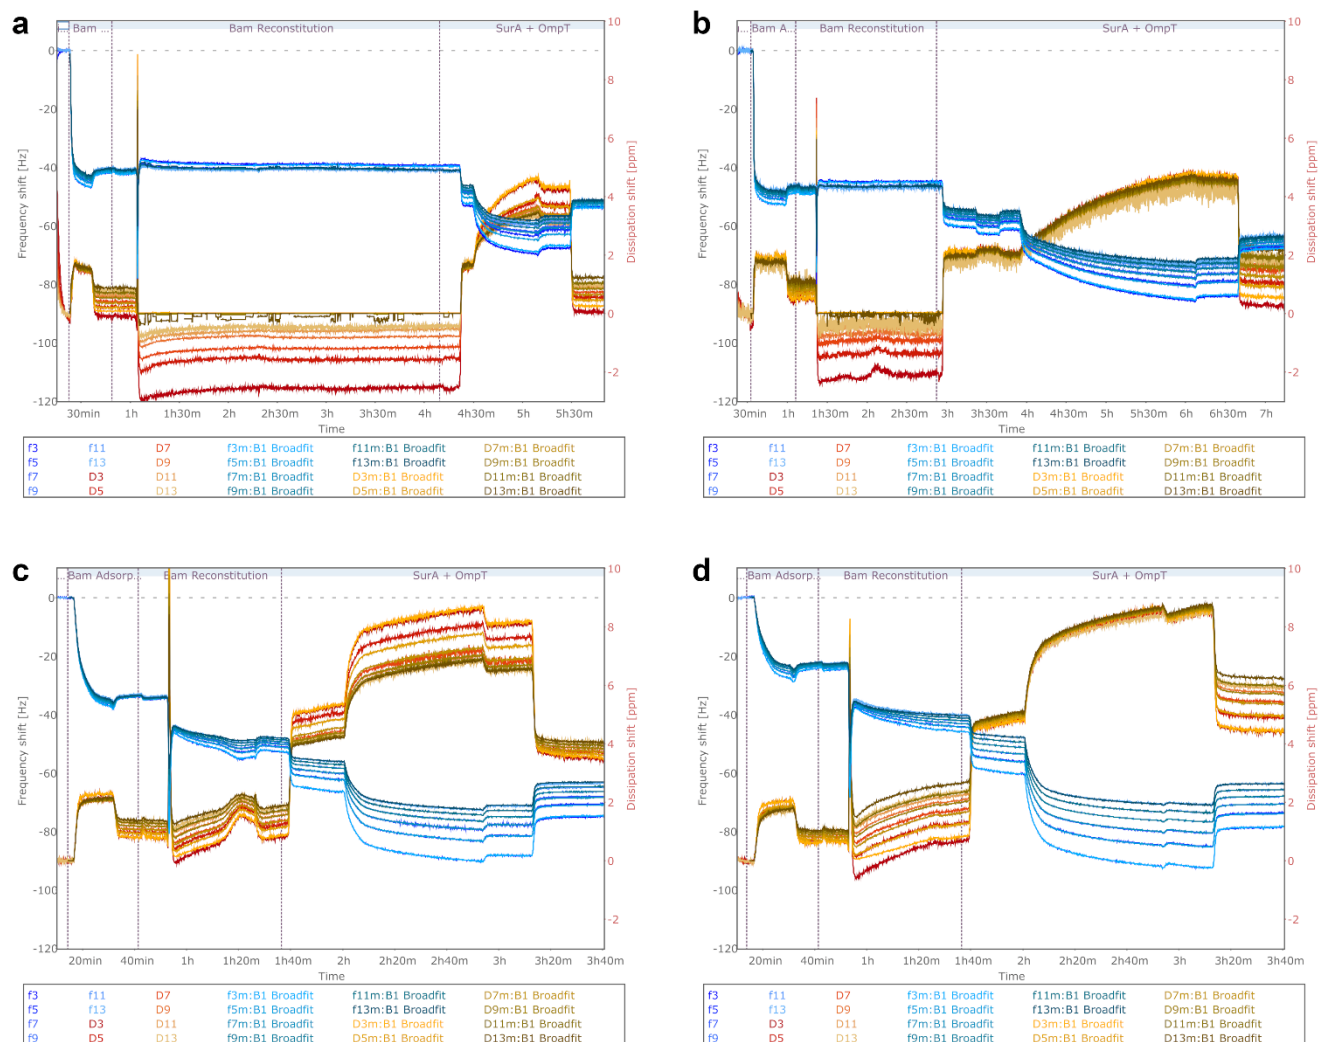 a
... Bam ... Bam Reconstitution SurA + OmpT
Frequency shift [Hz]
0
-20
-40
-60
-80
-100
-120
10
8
6
4
2
0
-2
Dissipation shift [ppm]
30min 1h 1h30m 2h 2h30m 3h 3h30m 4h 4h30m 5h 5h30m
Time
f3 f11 D7 f3m:B1 Broadfit f11m:B1 Broadfit D7m:B1 Broadfit
f5 f13 D9 f5m:B1 Broadfit f13m:B1 Broadfit D9m:B1 Broadfit
f7 D3 D11 f7m:B1 Broadfit D3m:B1 Broadfit D11m:B1 Broadfit
f9 D5 D13 f9m:B1 Broadfit D5m:B1 Broadfit D13m:B1 Broadfit
b
... Bam A... Bam Reconstitution SurA + OmpT
Frequency shift [Hz]
0
-20
-40
-60
-80
-100
-120
10
8
6
4
2
0
-2
Dissipation shift [ppm]
30min 1h 1h30m 2h 2h30m 3h 3h30m 4h 4h30m 5h 5h30m 6h 6h30m 7h
Time
f3 f11 D7 f3m:B1 Broadfit f11m:B1 Broadfit D7m:B1 Broadfit
f5 f13 D9 f5m:B1 Broadfit f13m:B1 Broadfit D9m:B1 Broadfit
f7 D3 D11 f7m:B1 Broadfit D3m:B1 Broadfit D11m:B1 Broadfit
f9 D5 D13 f9m:B1 Broadfit D5m:B1 Broadfit D13m:B1 Broadfit
c
... Bam Adsorp... Bam Reconstitution SurA + OmpT
Frequency shift [Hz]
0
-20
-40
-60
-80
-100
-120
10
8
6
4
2
0
-2
Dissipation shift [ppm]
20min 40min 1h 1h20m 1h40m 2h 2h20m 2h40m 3h 3h20m 3h40m
Time
f3 f11 D7 f3m:B1 Broadfit f11m:B1 Broadfit D7m:B1 Broadfit
f5 f13 D9 f5m:B1 Broadfit f13m:B1 Broadfit D9m:B1 Broadfit
f7 D3 D11 f7m:B1 Broadfit D3m:B1 Broadfit D11m:B1 Broadfit
f9 D5 D13 f9m:B1 Broadfit D5m:B1 Broadfit D13m:B1 Broadfit
d
... Bam Adsorp... Bam Reconstitution SurA + OmpT
Frequency shift [Hz]
0
-20
-40
-60
-80
-100
-120
10
8
6
4
2
0
-2
Dissipation shift [ppm]
20min 40min 1h 1h20m 1h40m 2h 2h20m 2h40m 3h 3h20m 3h40m
Time
f3 f11 D7 f3m:B1 Broadfit f11m:B1 Broadfit D7m:B1 Broadfit
f5 f13 D9 f5m:B1 Broadfit f13m:B1 Broadfit D9m:B1 Broadfit
f7 D3 D11 f7m:B1 Broadfit D3m:B1 Broadfit D11m:B1 Broadfit
f9 D5 D13 f9m:B1 Broadfit D5m:B1 Broadfit D13m:B1 Broadfit